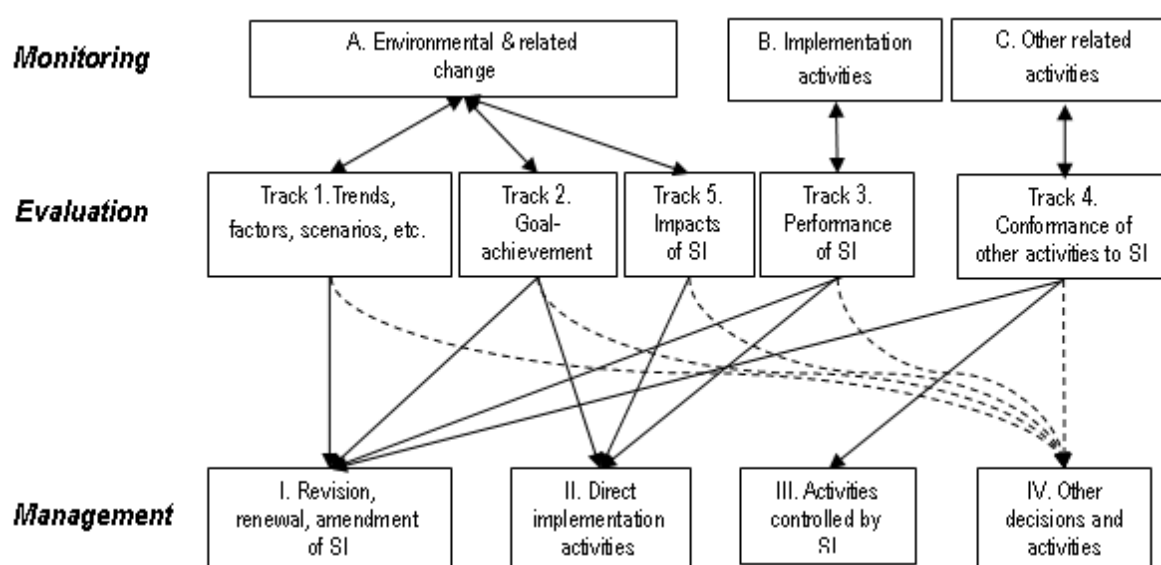 Monitoring
A. Environmental & related
change
B. Implementation
activities
C. Other related
activities
Evaluation
Track 1. Trends,
factors, scenarios, etc.
Track 2.
Goal-
achievement
Track 5.
Impacts
of SI
Track 3.
Performance
of SI
Track 4.
Conformance of
other activities to SI
Management
I. Revision,
renewal, amendment
of SI
II. Direct
implementation
activities
III. Activities
controlled by
SI
IV. Other
decisions and
activities